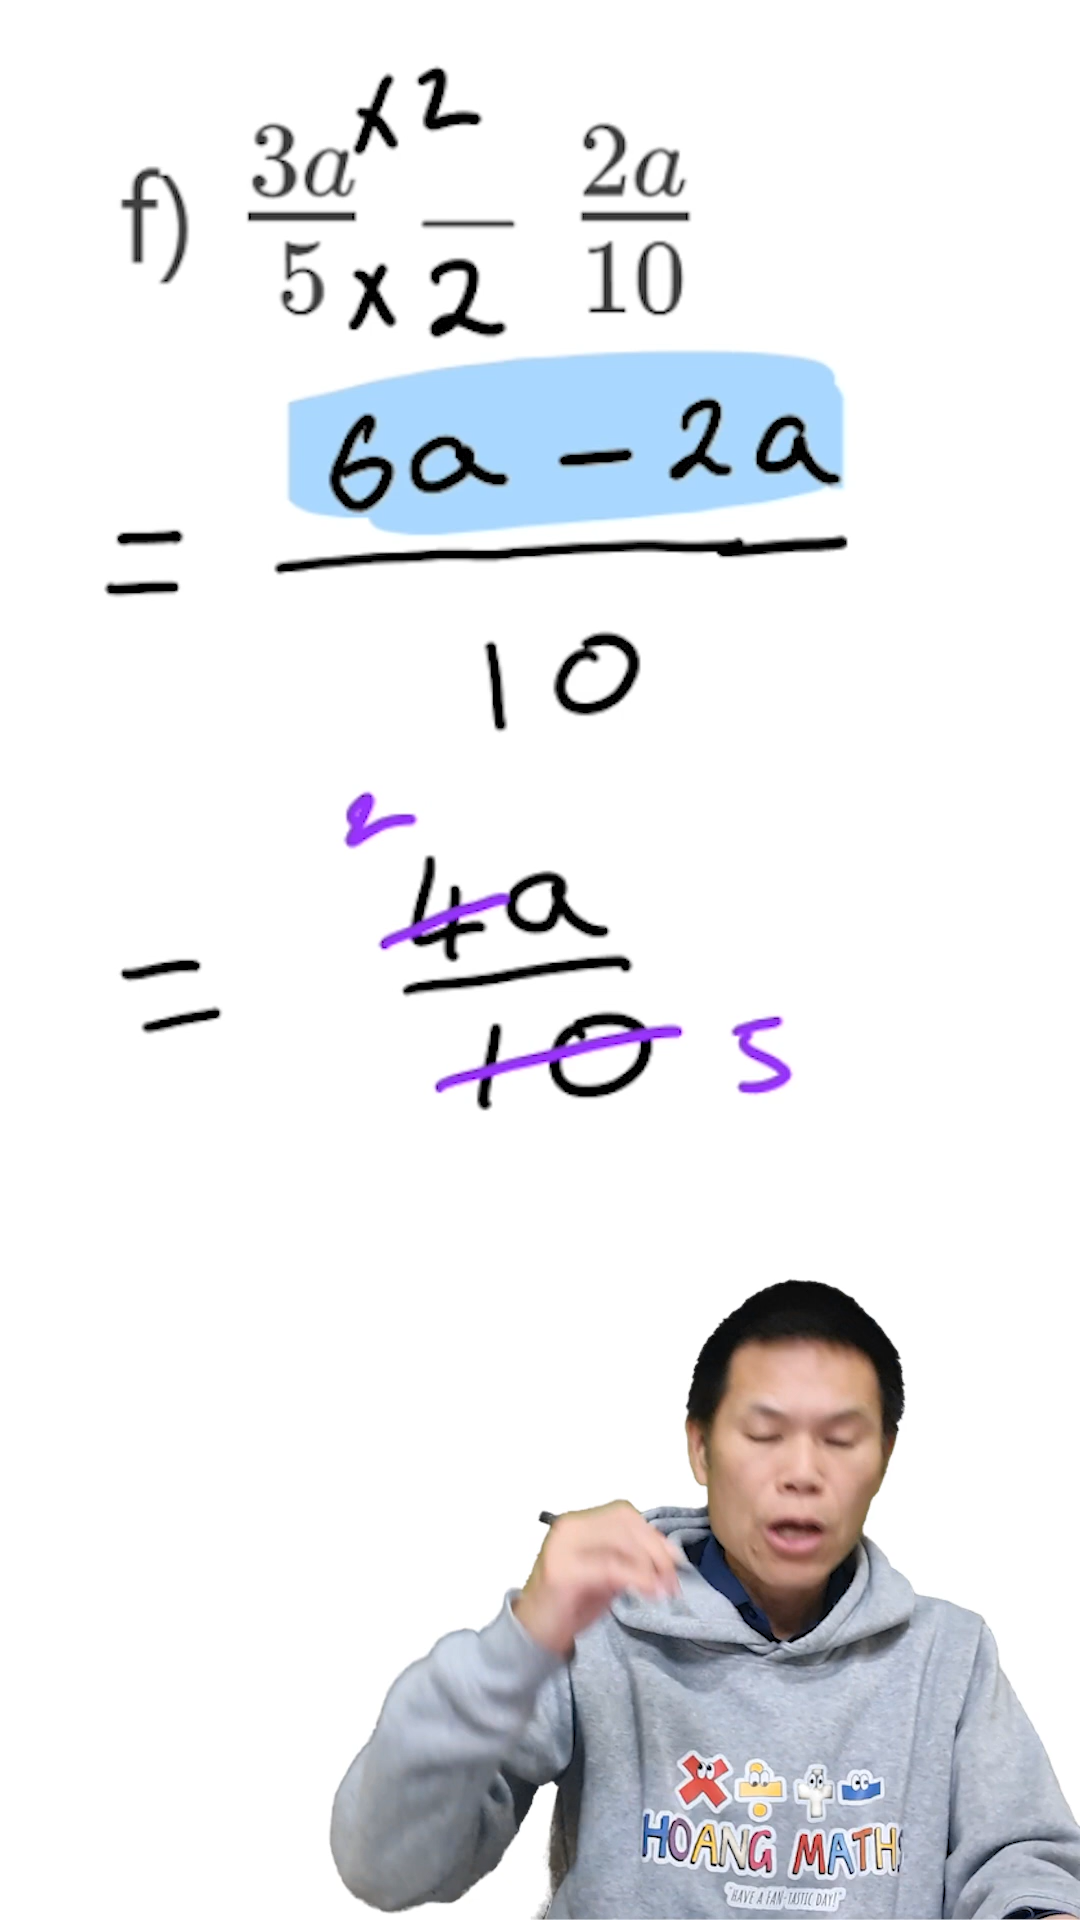 f) 3a/5 × 2 / × 2 − 2a/10
= 6a − 2a / 10
2
= 4a / 10 5
HOANG MATHS
"HAVE A FAN-TASTIC DAY!"